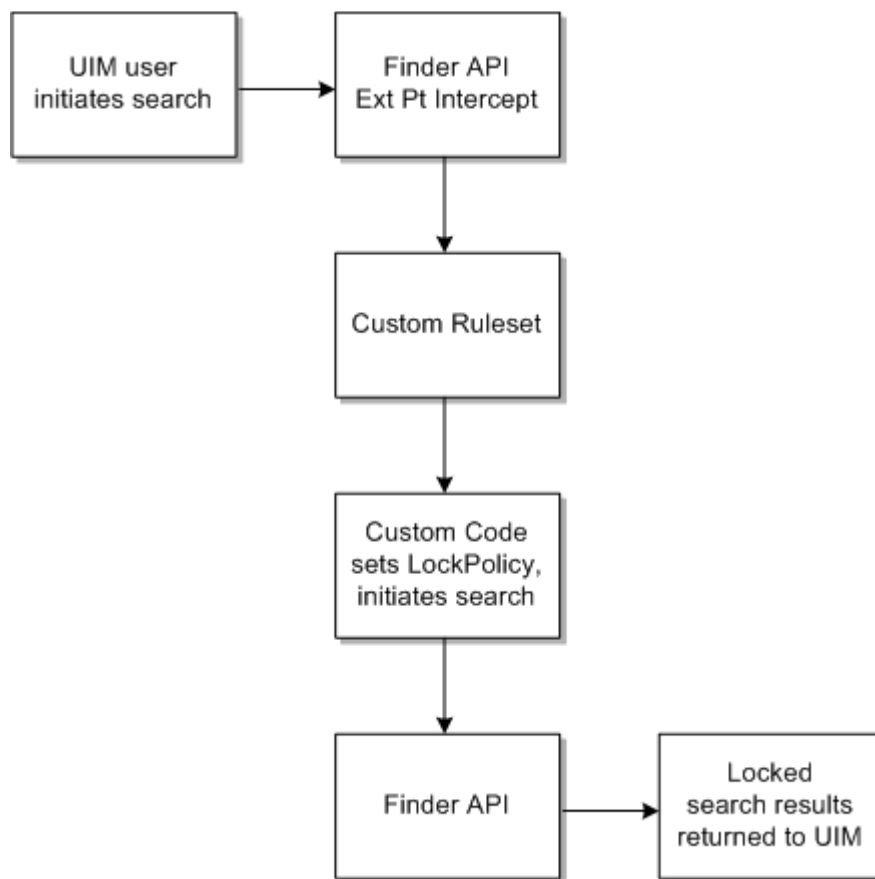 UIM user
initiates search
Finder API
Ext Pt Intercept
Custom Ruleset
Custom Code
sets LockPolicy,
initiates search
Finder API
Locked
search results
returned to UIM